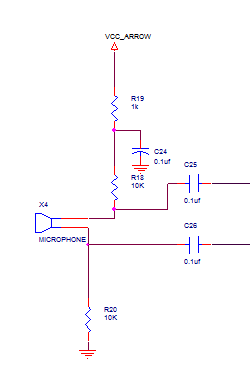 VCC_ARROW
R19
1k
C24
0.1uf
R18
10K
C25
0.1uf
X4
MICROPHONE
C26
0.1uf
R20
10K